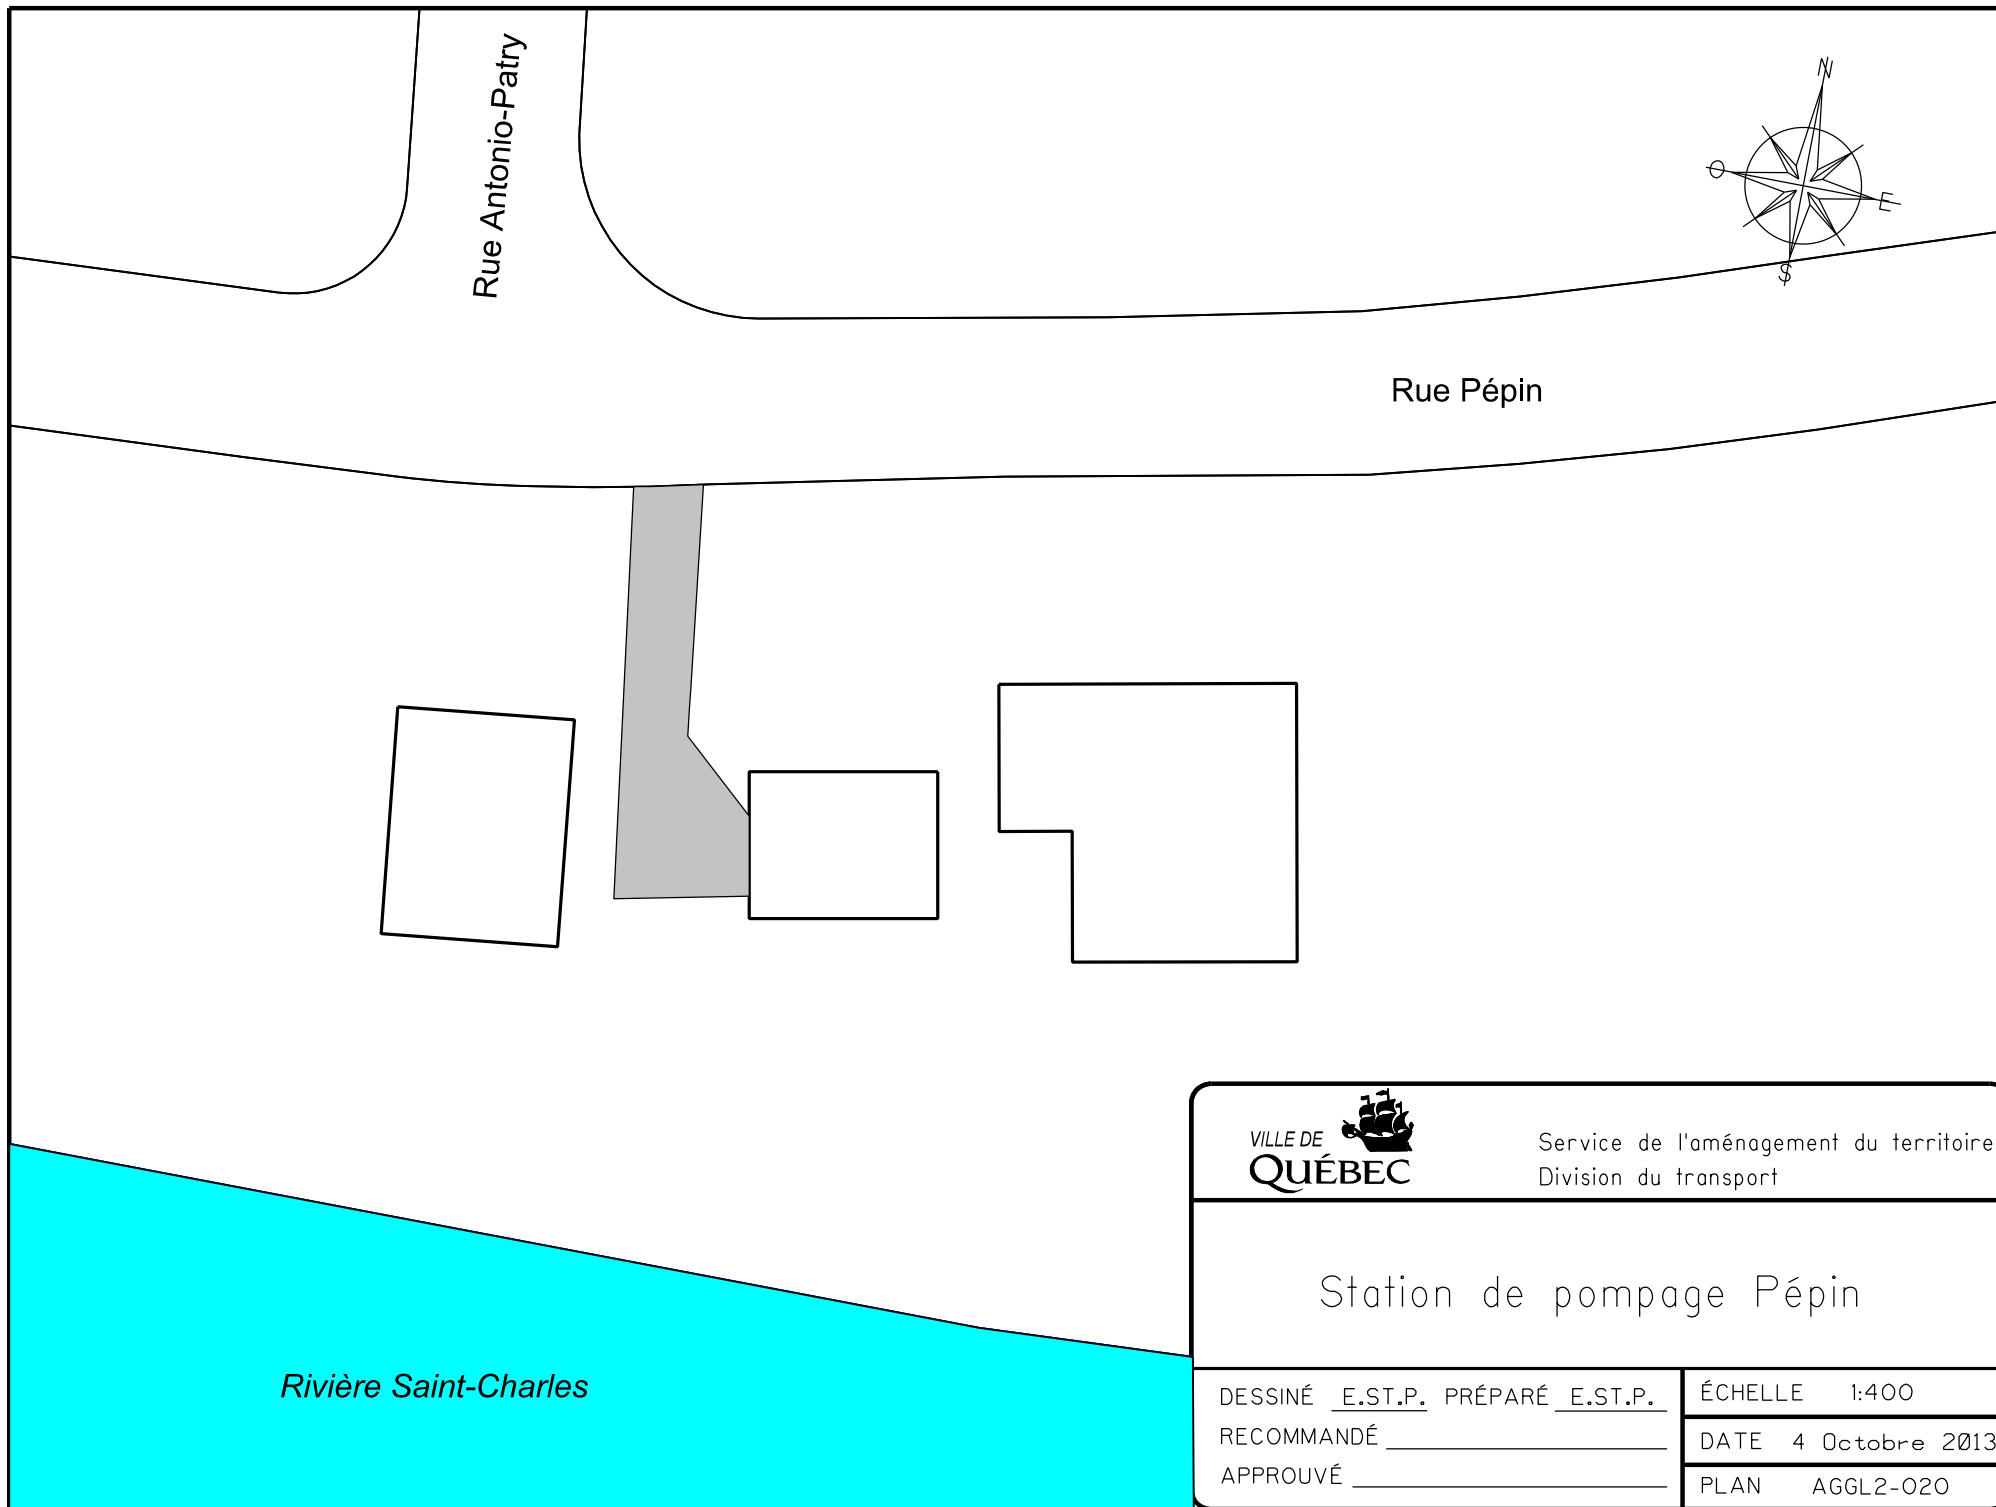 Rue Antonio-Patry
N
O
E
S
Rue Pépin
Rivière Saint-Charles
VILLE DE
QUÉBEC
Service de l'aménagement du territoire
Division du transport
Station de pompage Pépin
DESSINÉ E.ST.P. PRÉPARÉ E.ST.P.
RECOMMANDÉ
APPROUVÉ
ÉCHELLE 1:400
DATE 4 Octobre 2013
PLAN AGGL2-020